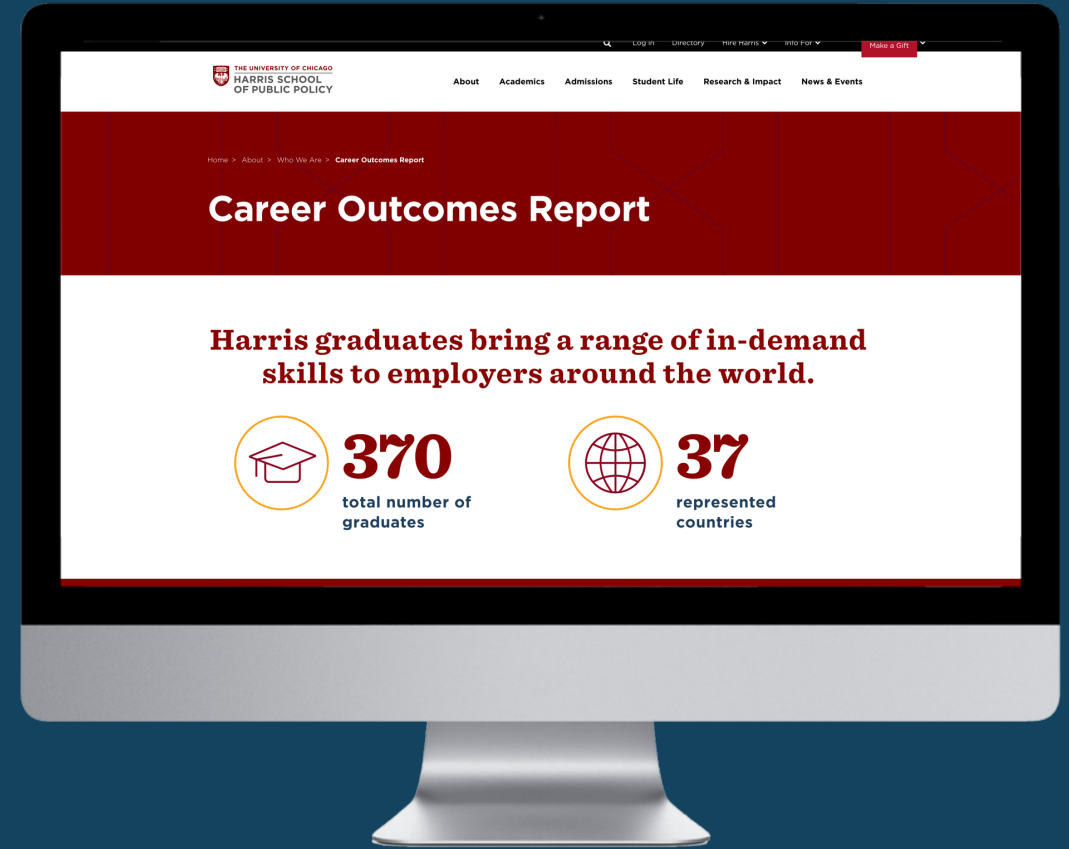 Log In Directory Hire Harris Info For Make a Gift
THE UNIVERSITY OF CHICAGO
HARRIS SCHOOL
OF PUBLIC POLICY
About Academics Admissions Student Life Research & Impact News & Events
Home > About > Who We Are > Career Outcomes Report
Career Outcomes Report
Harris graduates bring a range of in-demand
skills to employers around the world.
370
total number of
graduates
37
represented
countries